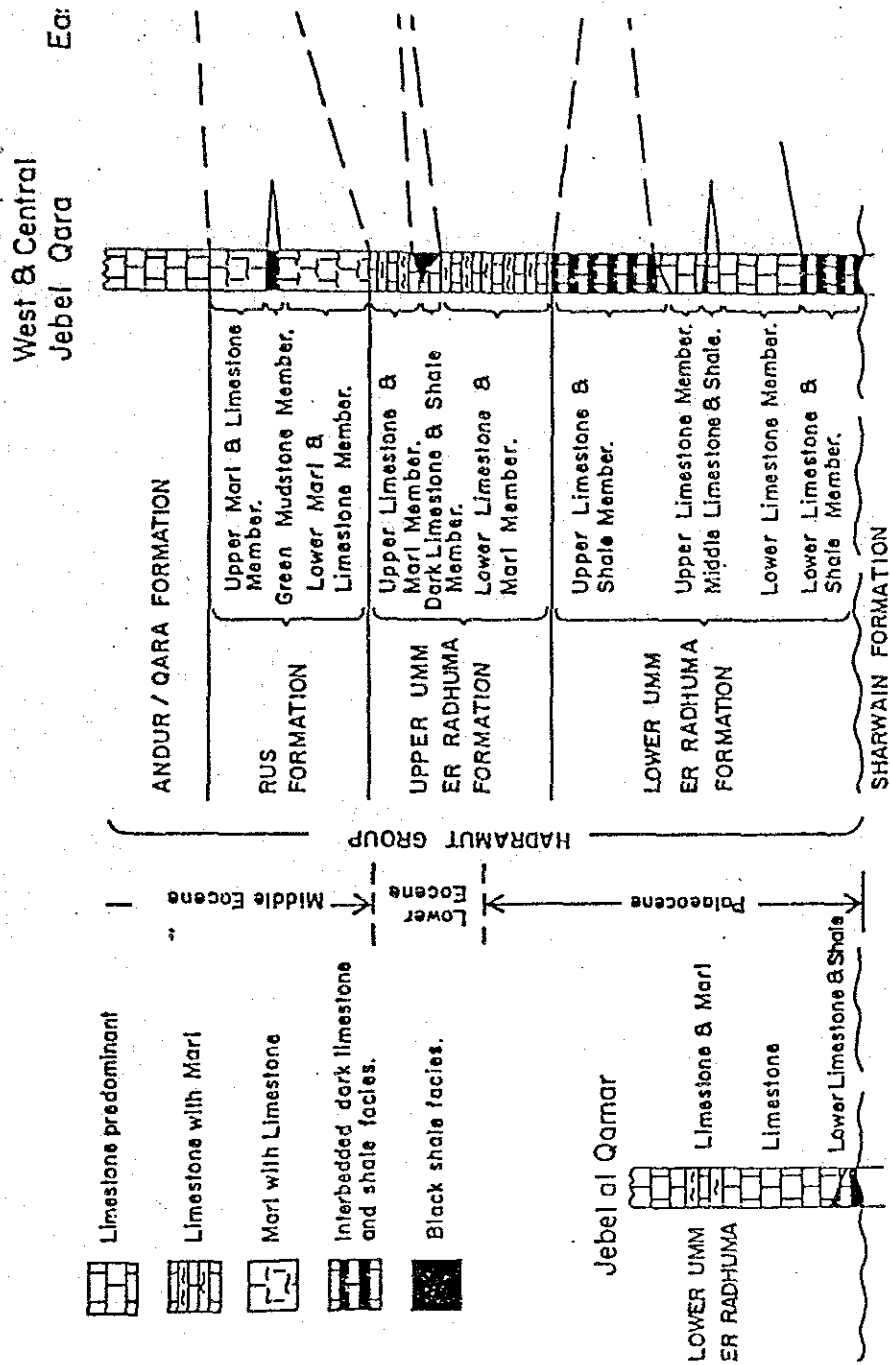 West & Central
Jebel Qara
Limestone predominant
Limestone with Marl
Marl with Limestone
Interbedded dark limestone
and shale facies.
Black shale facies.
Middle Eocene
Lower
Eocene
Palaeocene
HADRAMUT GROUP
ANDUR / QARA FORMATION
RUS
FORMATION
Upper Marl & Limestone
Member.
Green Mudstone Member.
Lower Marl &
Limestone Member.
UPPER UMM
ER RADHUMA
FORMATION
Upper Limestone &
Marl Member.
Dark Limestone & Shale
Member.
Lower Limestone &
Marl Member.
LOWER UMM
ER RADHUMA
FORMATION
Upper Limestone &
Shale Member.
Upper Limestone Member.
Middle Limestone & Shale.
Lower Limestone Member.
Lower Limestone &
Shale Member.
SHARWAIN FORMATION
Jebel al Qamar
LOWER UMM
ER RADHUMA
Limestone & Marl
Limestone
Lower Limestone & Shale